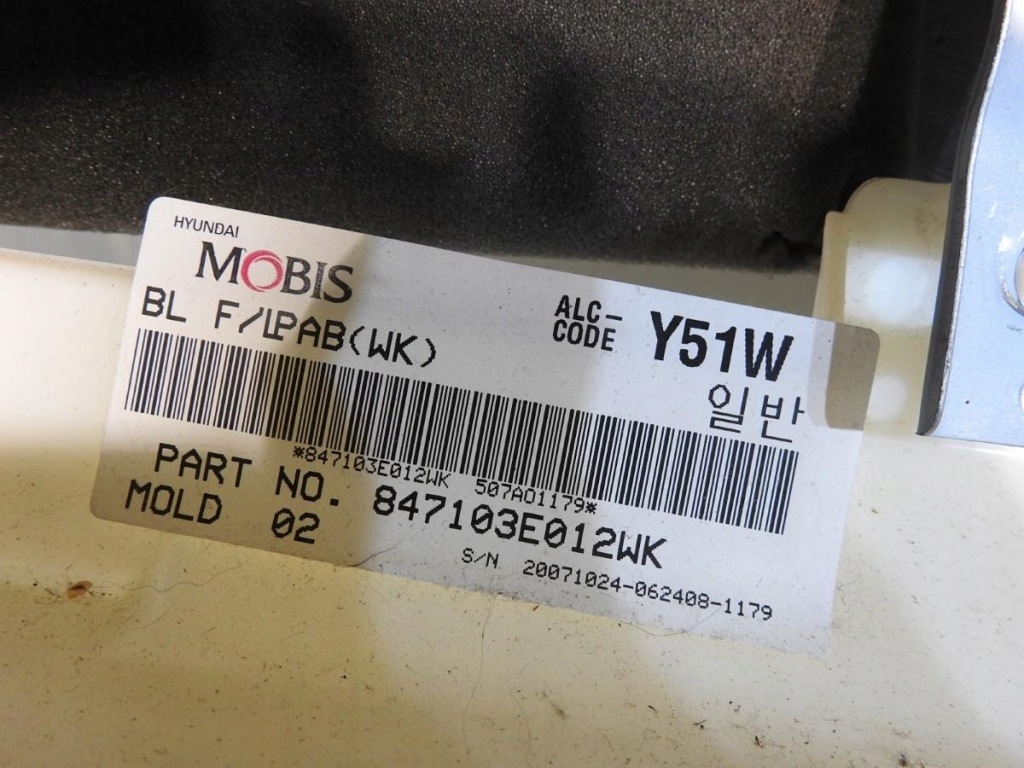 HYUNDAI
MOBIS
BL F/LPAB(WK)
ALC-
CODE
Y51W
일반
*847103E012WK 507A01179*
PART NO. 847103E012WK
MOLD 02
S/N 20071024-062408-1179